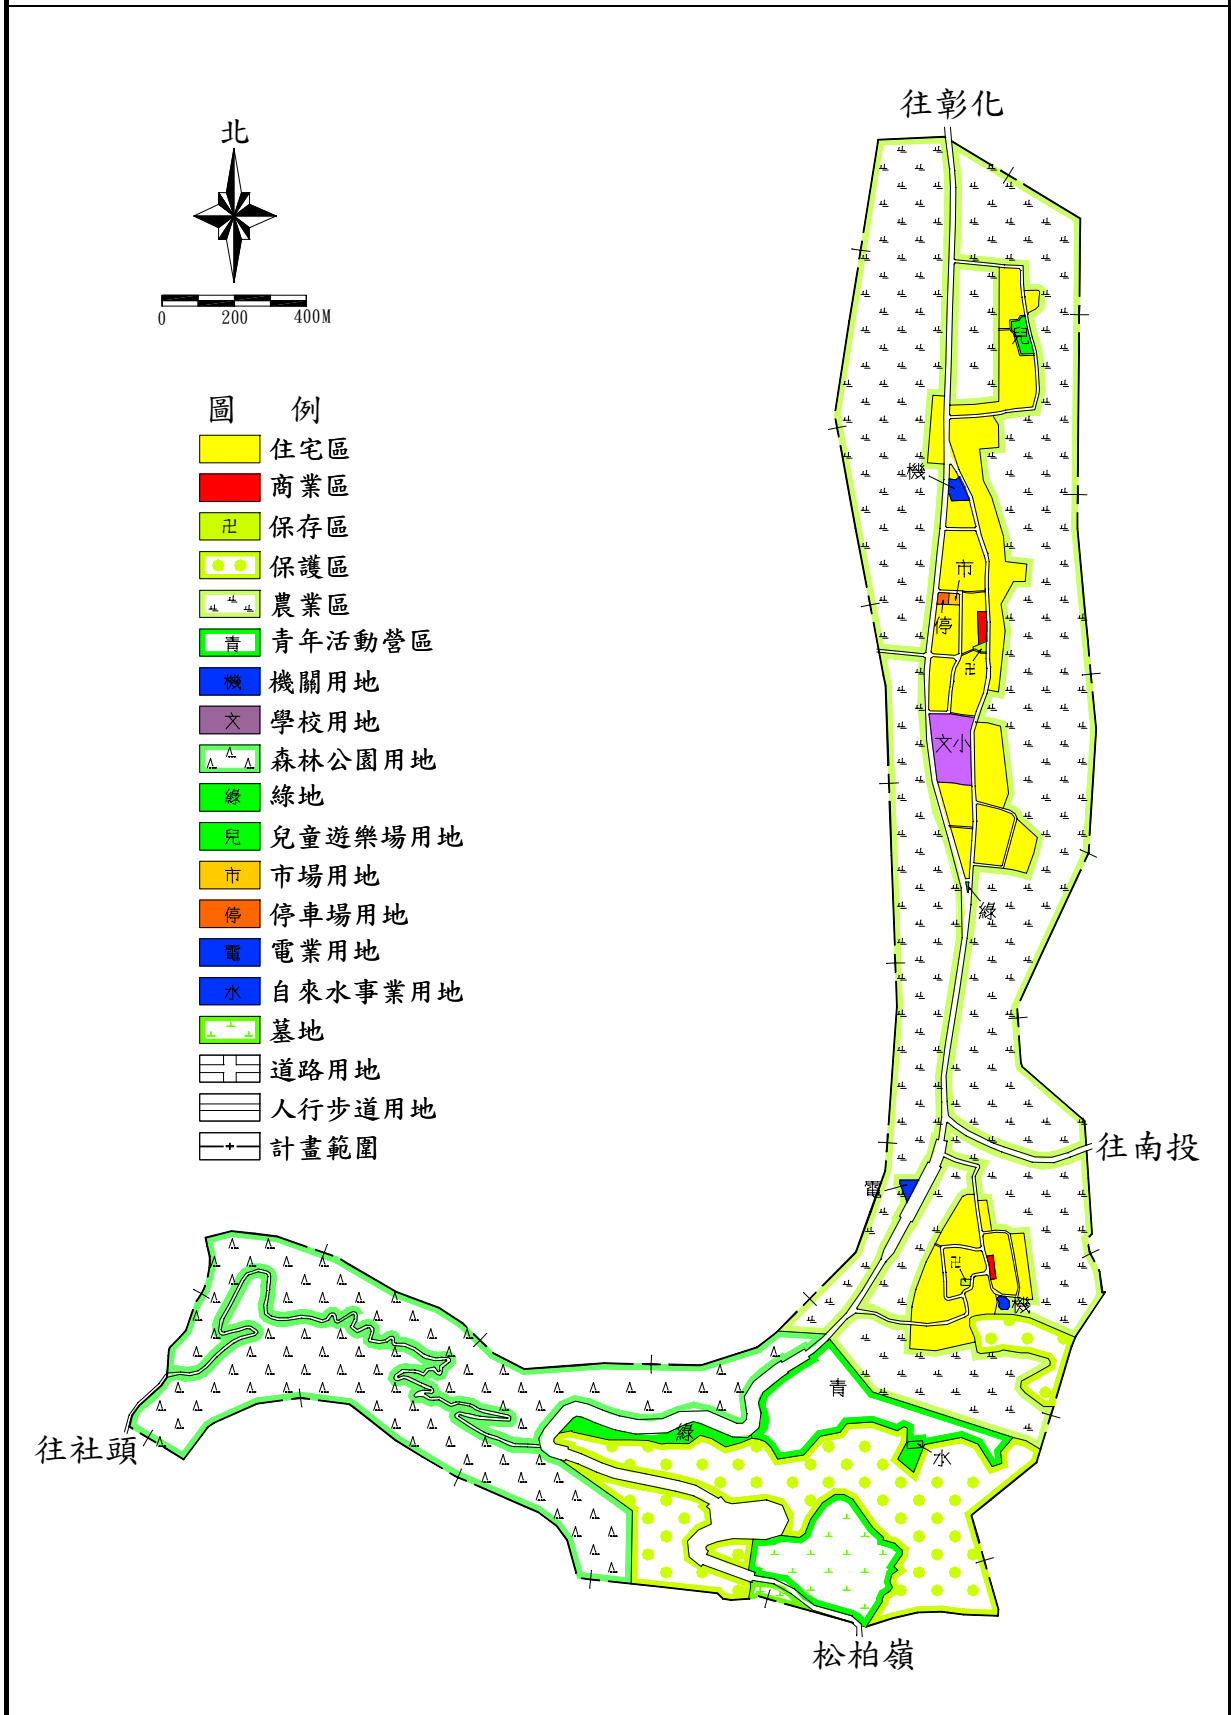 往彰化
北
0 200 400M
圖 例
住宅區
商業區
卍 保存區
保護區
農業區
青 青年活動營區
機 機關用地
文 學校用地
森林公園用地
綠 綠地
兒 兒童遊樂場用地
市 市場用地
停 停車場用地
電 電業用地
水 自來水事業用地
墓地
道路用地
人行步道用地
計畫範圍
兒
機
市
停
卍
文小
綠
往南投
電
卍
機
青
綠
水
往社頭
松柏嶺